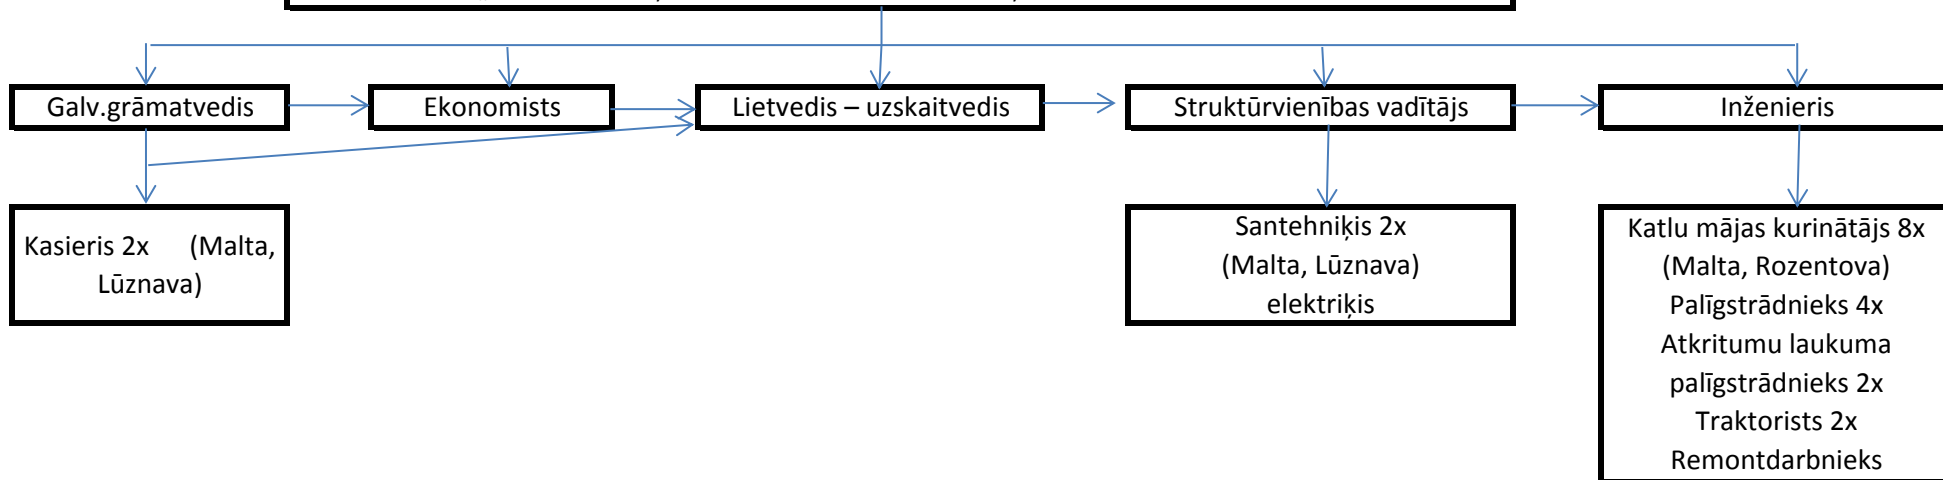 Galv.grāmatvedis
Ekonomists
Lietvedis – uzskaitvedis
Struktūrvienības vadītājs
Inženieris
Kasieris 2x (Malta,
Lūznava)
Santehniķis 2x
(Malta, Lūznava)
elektriķis
Katlu mājas kurinātājs 8x
(Malta, Rozentova)
Palīgstrādnieks 4x
Atkritumu laukuma
palīgstrādnieks 2x
Traktorists 2x
Remontdarbnieks